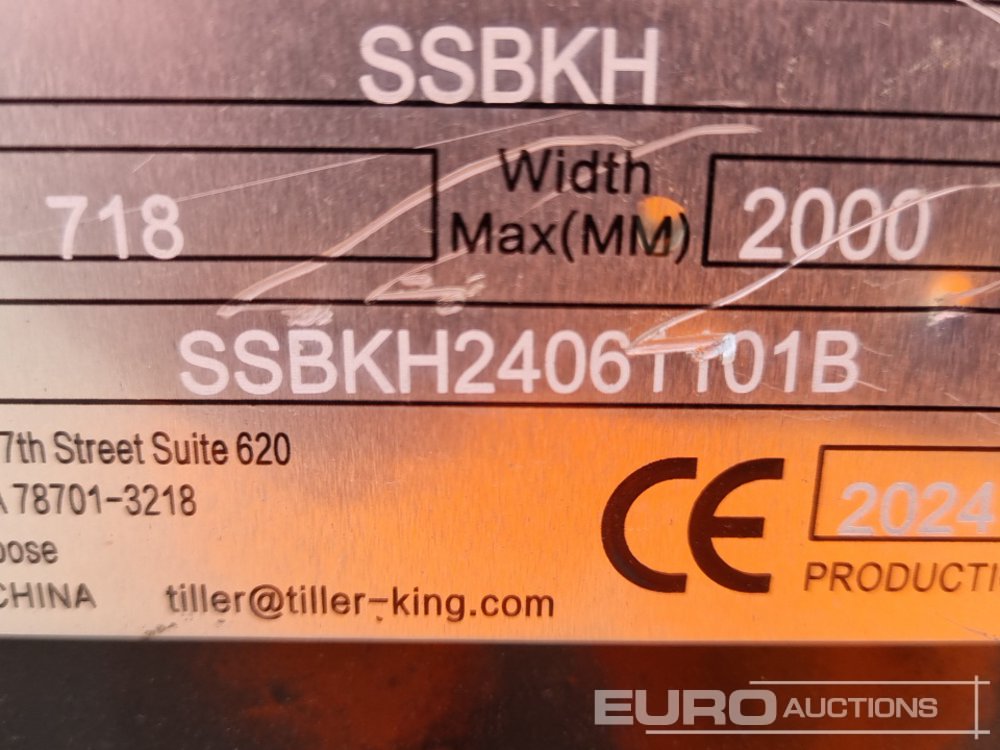 SSBKH
718 Width Max(MM) 2000
SSBKH24061101B
7th Street Suite 620
A 78701-3218
pose
CHINA tiller@tiller-king.com
CE 2024
PRODUCTI
EURO AUCTIONS